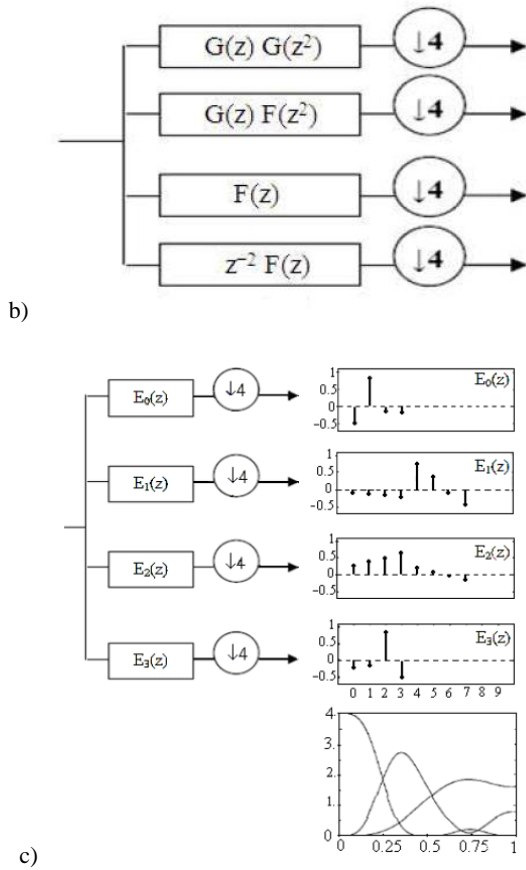 G(z) G(z²) ↓4
G(z) F(z²) ↓4
F(z) ↓4
z⁻² F(z) ↓4
b)
E₀(z) ↓4
1
0.5
0
-0.5
E₀(z)
E₁(z) ↓4
1
0.5
0
-0.5
E₁(z)
E₂(z) ↓4
1
0.5
0
-0.5
E₂(z)
E₃(z) ↓4
1
0.5
0
-0.5
E₃(z)
0 1 2 3 4 5 6 7 8 9
4.
3.
2.
1.
0
0 0.25 0.5 0.75 1
c)